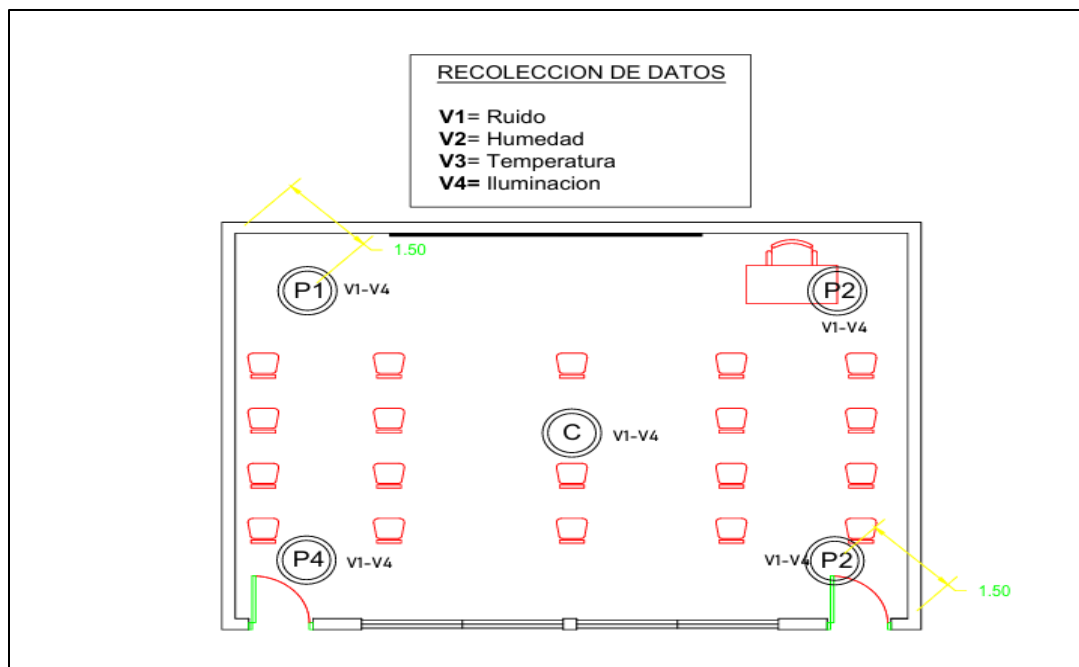 RECOLECCION DE DATOS
V1= Ruido
V2= Humedad
V3= Temperatura
V4= Iluminacion
1.50
P1 V1-V4
P2
V1-V4
C V1-V4
P4 V1-V4
V1-V4 P2
1.50